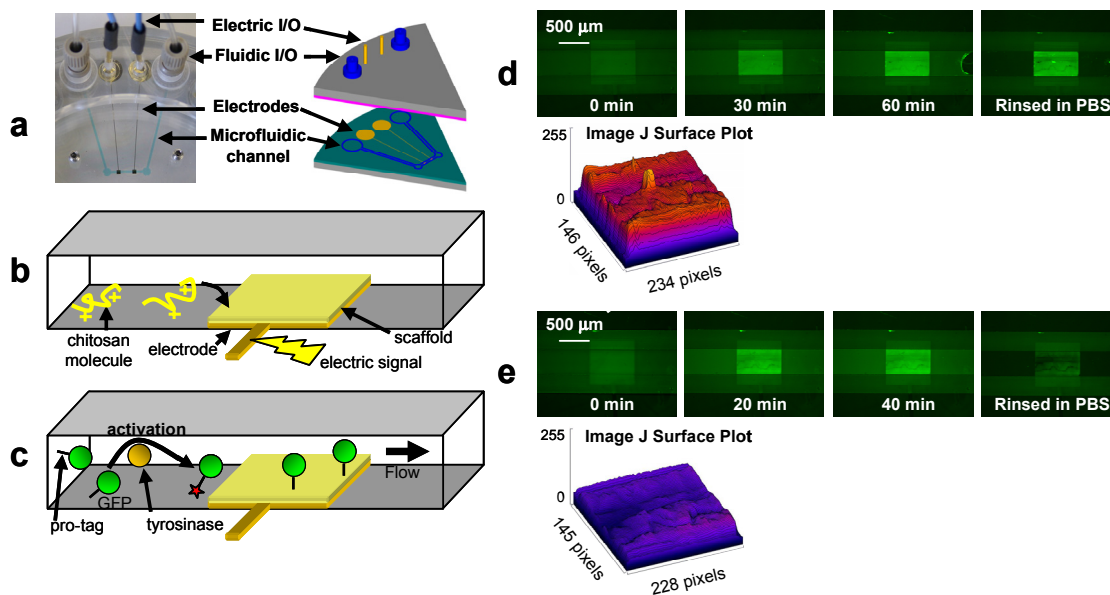 a
Electric I/O
Fluidic I/O
Electrodes
Microfluidic
channel
b
chitosan
molecule
electrode
electric signal
scaffold
c
activation
GFP
pro-tag
tyrosinase
Flow
d
500 µm
0 min
30 min
60 min
Rinsed in PBS
Image J Surface Plot
255
0
146 pixels
234 pixels
e
500 µm
0 min
20 min
40 min
Rinsed in PBS
Image J Surface Plot
255
0
145 pixels
228 pixels